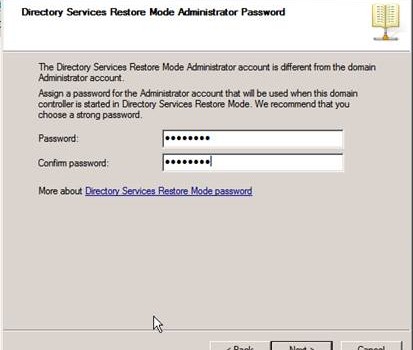 Directory Services Restore Mode Administrator Password
The Directory Services Restore Mode Administrator account is different from the domain
Administrator account.
Assign a password for the Administrator account that will be used when this domain
controller is started in Directory Services Restore Mode. We recommend that you
choose a strong password.
Password: ●●●●●●●●
Confirm password: ●●●●●●●●
More about Directory Services Restore Mode password
< Back Next > Cancel